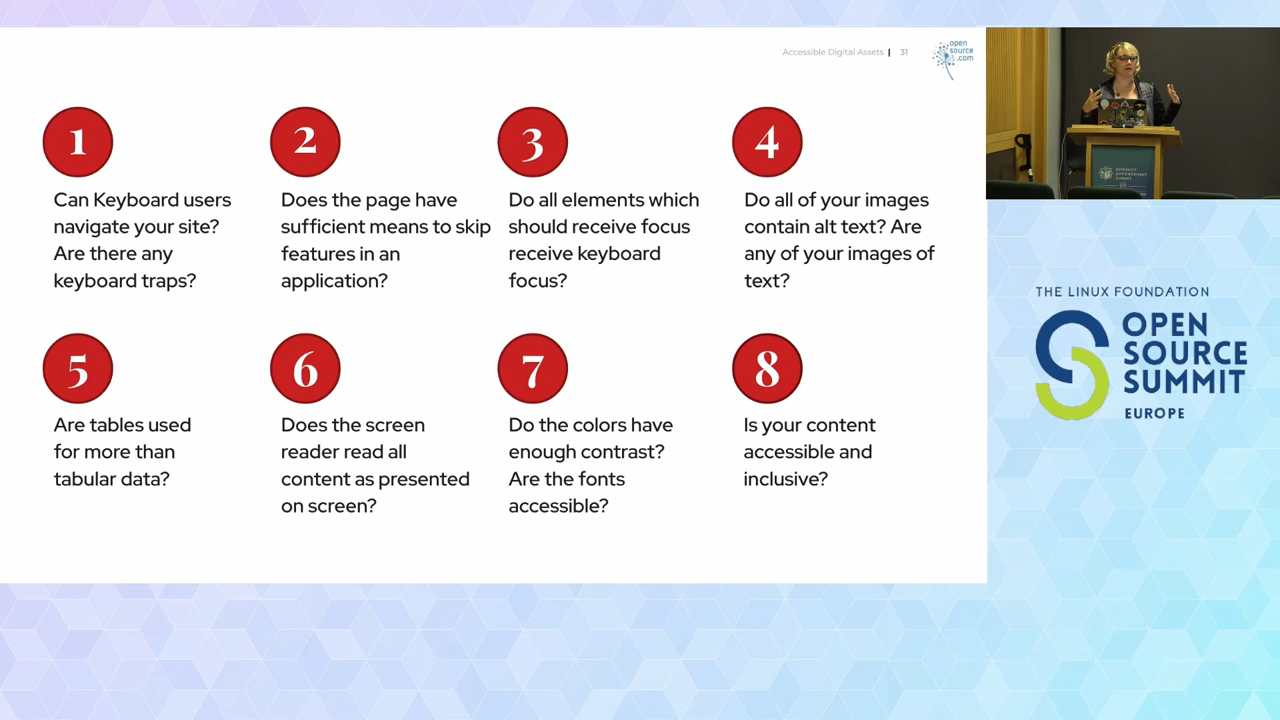 Accessible Digital Assets | 31
open
source
.com
1
Can Keyboard users
navigate your site?
Are there any
keyboard traps?
2
Does the page have
sufficient means to skip
features in an
application?
3
Do all elements which
should receive focus
receive keyboard
focus?
4
Do all of your images
contain alt text? Are
any of your images of
text?
5
Are tables used
for more than
tabular data?
6
Does the screen
reader read all
content as presented
on screen?
7
Do the colors have
enough contrast?
Are the fonts
accessible?
8
Is your content
accessible and
inclusive?
THE LINUX FOUNDATION
OPEN
SOURCE
SUMMIT
EUROPE